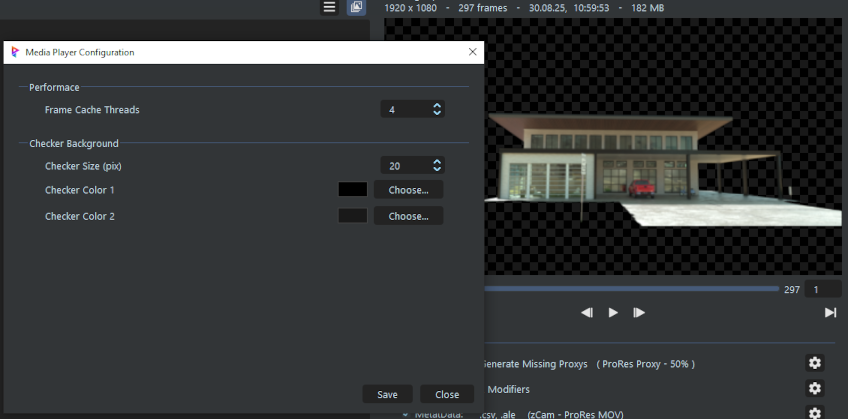 1920 x 1080 - 297 frames - 30.08.25, 10:59:53 - 182 MB
Media Player Configuration
Performace
Frame Cache Threads
4
Checker Background
Checker Size (pix)
20
Checker Color 1
Choose...
Checker Color 2
Choose...
Save
Close
297
1
Generate Missing Proxys ( ProRes Proxy - 50% )
Modifiers
MetaData: .csv, .ale (zCam - ProRes MOV)